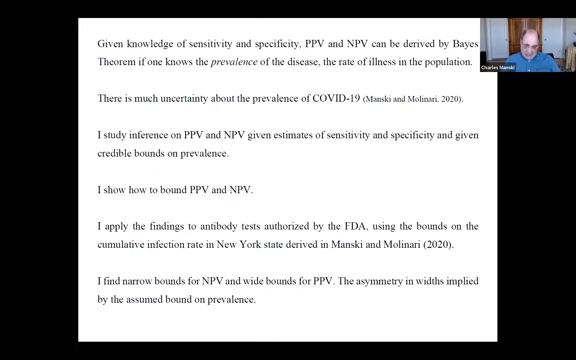 Given knowledge of sensitivity and specificity, PPV and NPV can be derived by Bayes
Theorem if one knows the prevalence of the disease, the rate of illness in the population.
There is much uncertainty about the prevalence of COVID-19 (Manski and Molinari, 2020).
I study inference on PPV and NPV given estimates of sensitivity and specificity and given
credible bounds on prevalence.
I show how to bound PPV and NPV.
I apply the findings to antibody tests authorized by the FDA, using the bounds on the
cumulative infection rate in New York state derived in Manski and Molinari (2020).
I find narrow bounds for NPV and wide bounds for PPV. The asymmetry in widths implied
by the assumed bound on prevalence.
Charles Manski